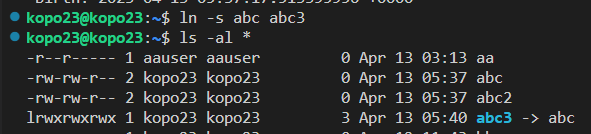 kopo23@kopo23:~$ ln -s abc abc3
kopo23@kopo23:~$ ls -al *
-r--r----- 1 aauser aauser 0 Apr 13 03:13 aa
-rw-rw-r-- 2 kopo23 kopo23 0 Apr 13 05:37 abc
-rw-rw-r-- 2 kopo23 kopo23 0 Apr 13 05:37 abc2
lrwxrwxrwx 1 kopo23 kopo23 3 Apr 13 05:40 abc3 -> abc